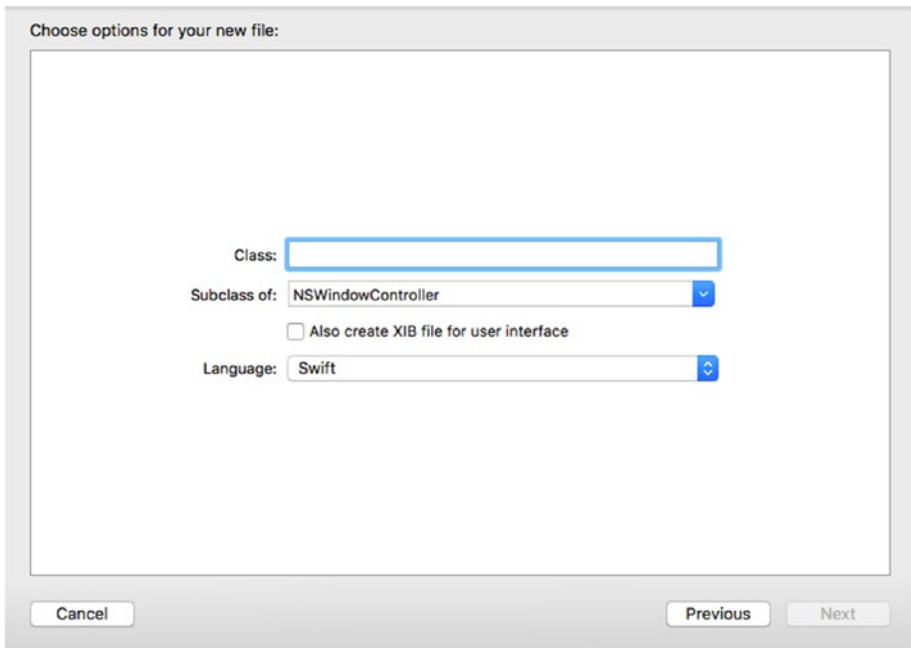 Choose options for your new file:
Class:
Subclass of: NSWindowController
Also create XIB file for user interface
Language: Swift
Cancel Previous Next